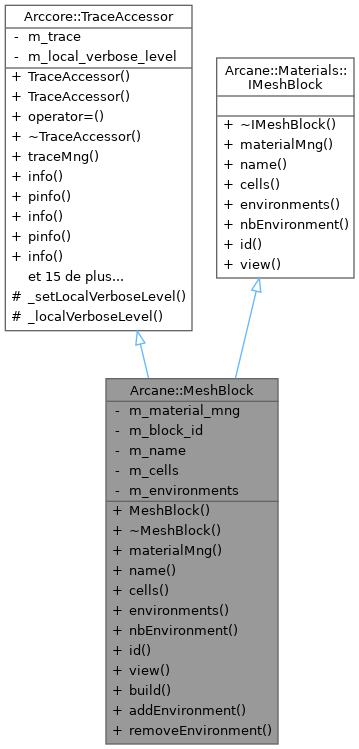 Arccore::TraceAccessor
- m_trace
- m_local_verbose_level
+ TraceAccessor()
+ TraceAccessor()
+ operator=()
+ ~TraceAccessor()
+ traceMng()
+ info()
+ pinfo()
+ info()
+ pinfo()
+ info()
et 15 de plus...
# _setLocalVerboseLevel()
# _localVerboseLevel()
Arcane::Materials::
IMeshBlock
+ ~IMeshBlock()
+ materialMng()
+ name()
+ cells()
+ environments()
+ nbEnvironment()
+ id()
+ view()
Arcane::MeshBlock
- m_material_mng
- m_block_id
- m_name
- m_cells
- m_environments
+ MeshBlock()
+ ~MeshBlock()
+ materialMng()
+ name()
+ cells()
+ environments()
+ nbEnvironment()
+ id()
+ view()
+ build()
+ addEnvironment()
+ removeEnvironment()